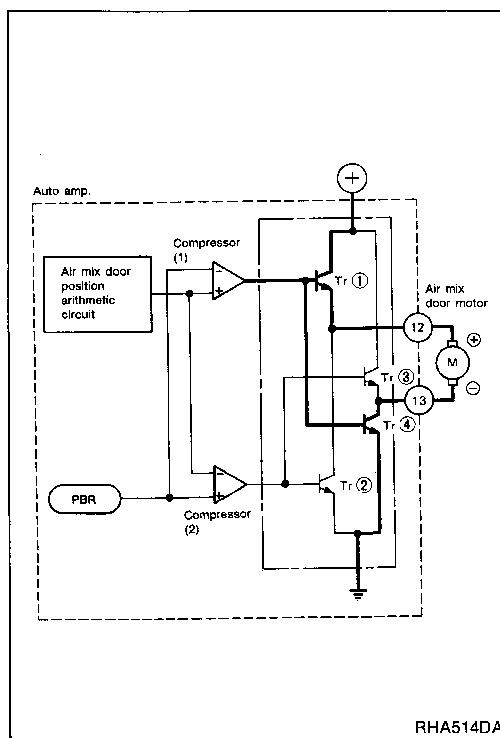 Auto amp.
Air mix door
position
arithmetic
circuit
Compressor
(1)
Tr ①
Air mix
door motor
12
M
Tr ③
13
Tr ④
PBR
Compressor
(2)
Tr ②
RHA514DA